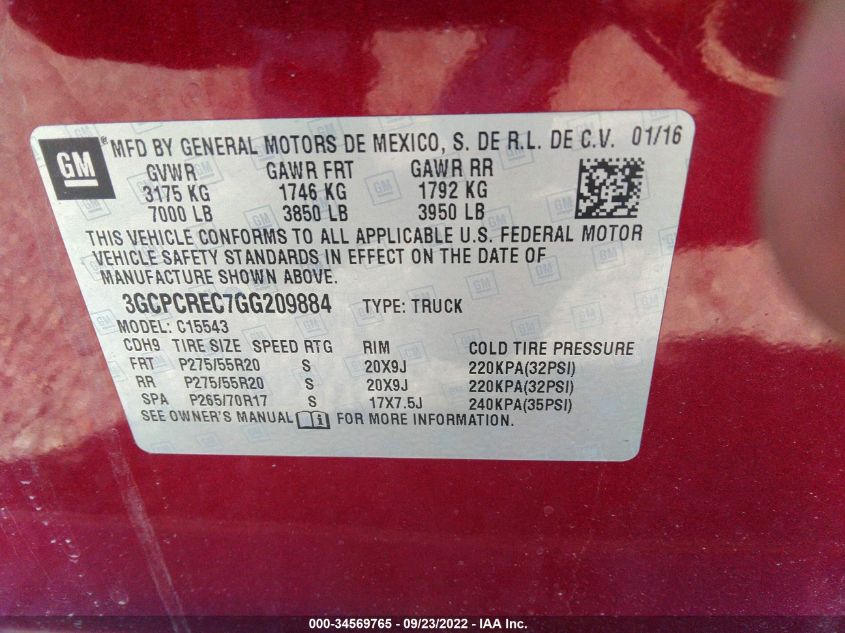 GM ® MFD BY GENERAL MOTORS DE MEXICO, S. DE R.L. DE C.V. 01/16
GVWR GAWR FRT GAWR RR
3175 KG 1746 KG 1792 KG
7000 LB 3850 LB 3950 LB
THIS VEHICLE CONFORMS TO ALL APPLICABLE U.S. FEDERAL MOTOR
VEHICLE SAFETY STANDARDS IN EFFECT ON THE DATE OF
MANUFACTURE SHOWN ABOVE.
3GCPCREC7GG209884 TYPE: TRUCK
MODEL: C15543
CDH9 TIRE SIZE SPEED RTG RIM COLD TIRE PRESSURE
FRT P275/55R20 S 20X9J 220KPA(32PSI)
RR P275/55R20 S 20X9J 220KPA(32PSI)
SPA P265/70R17 S 17X7.5J 240KPA(35PSI)
SEE OWNER'S MANUAL i FOR MORE INFORMATION.
000-34569765 - 09/23/2022 - IAA Inc.